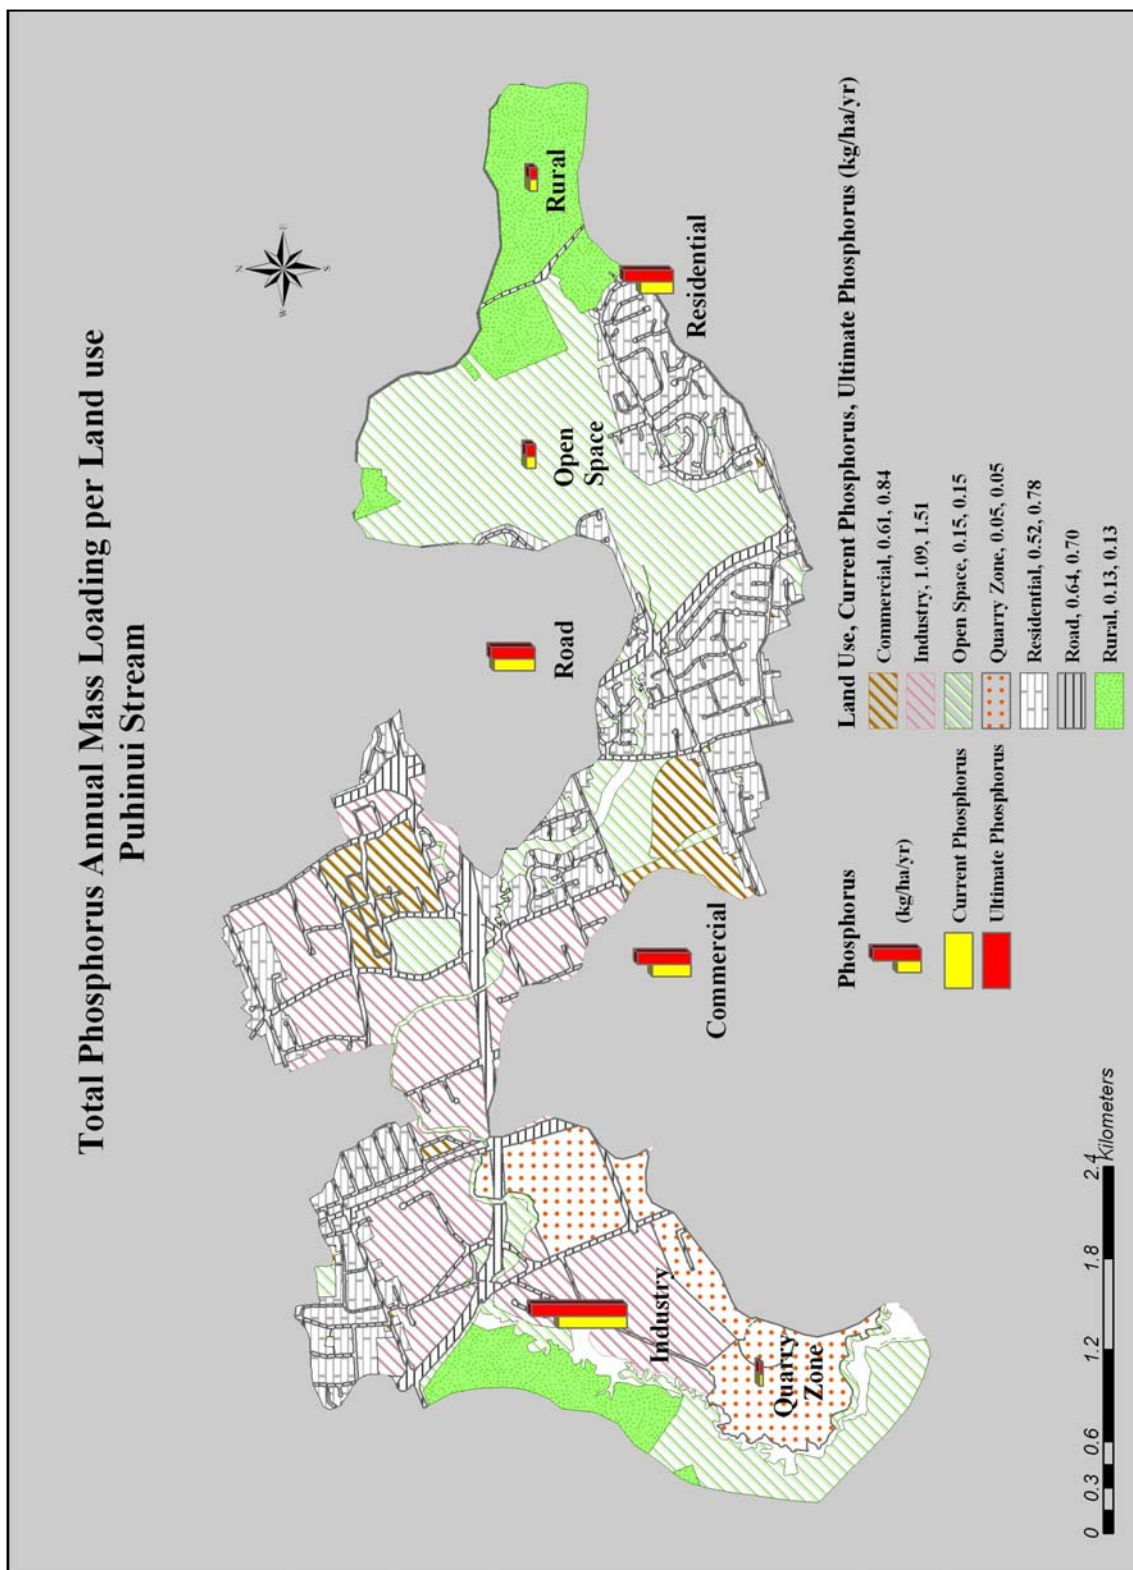 Total Phosphorus Annual Mass Loading per Land use
Puhinui Stream
N
W
E
S
Rural
Residential
Open
Space
Road
Commercial
Industry
Quarry
Zone
Phosphorus
(kg/ha/yr)
Current Phosphorus
Ultimate Phosphorus
Land Use, Current Phosphorus, Ultimate Phosphorus (kg/ha/yr)
Commercial, 0.61, 0.84
Industry, 1.09, 1.51
Open Space, 0.15, 0.15
Quarry Zone, 0.05, 0.05
Residential, 0.52, 0.78
Road, 0.64, 0.70
Rural, 0.13, 0.13
0 0.3 0.6 1.2 1.8 2.4
Kilometers